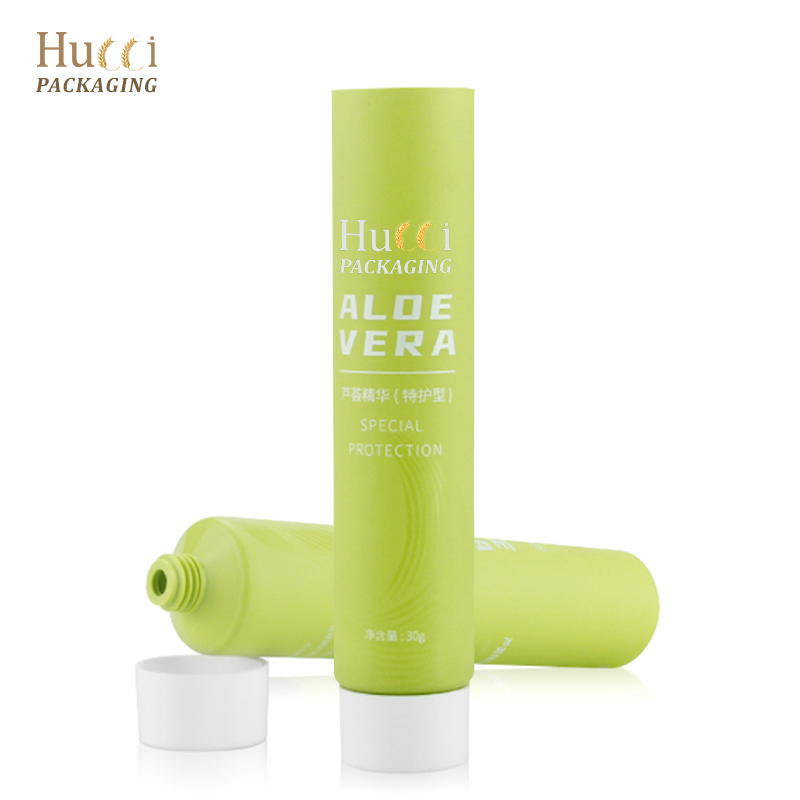 Hucci
PACKAGING
Hucci
PACKAGING
ALOE
VERA
芦荟精华(特护型)
SPECIAL
PROTECTION
净含量:30g